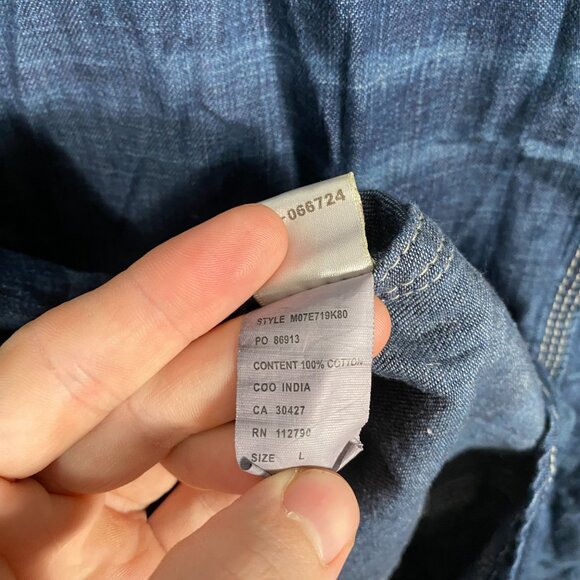 -066724
STYLE M07E719K80
PO 86913
CONTENT 100% COTTON
COO INDIA
CA 30427
RN 112790
SIZE L